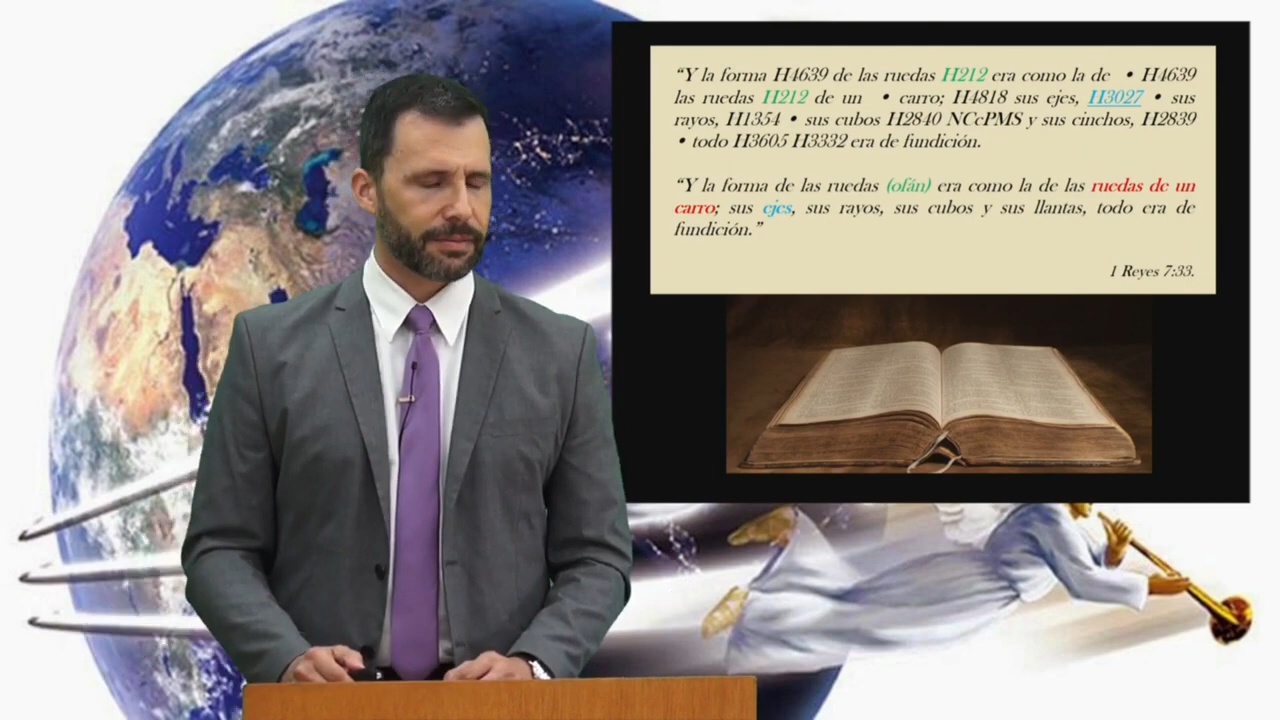 “Y la forma H4639 de las ruedas H212 era como la de • H4639
las ruedas H212 de un • carro; H4818 sus ejes, H3027 • sus
rayos, H1354 • sus cubos H2840 NCcPMS y sus cinchos, H2839
• todo H3605 H3332 era de fundición.
“Y la forma de las ruedas (ofán) era como la de las ruedas de un
carro; sus ejes, sus rayos, sus cubos y sus llantas, todo era de
fundición.”
1 Reyes 7:33.